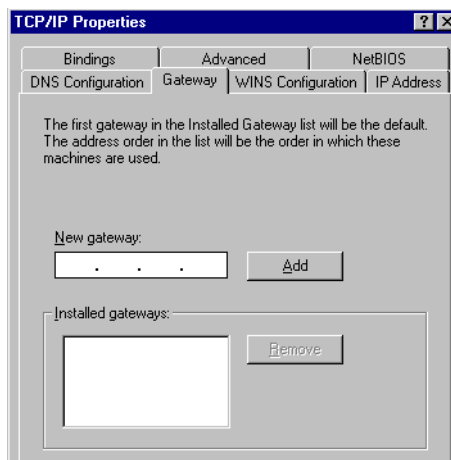 TCP/IP Properties
Bindings Advanced NetBIOS
DNS Configuration Gateway WINS Configuration IP Address
The first gateway in the Installed Gateway list will be the default.
The address order in the list will be the order in which these
machines are used.
New gateway:
. . . Add
Installed gateways:
Remove